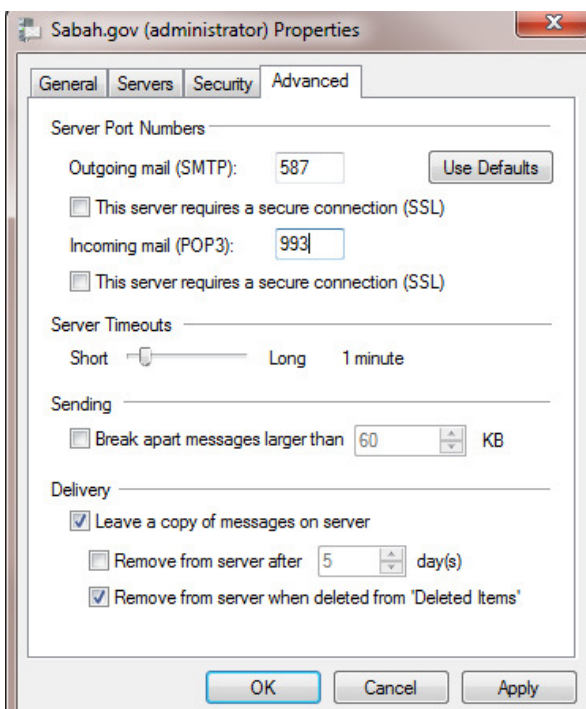 Sabah.gov (administrator) Properties
General Servers Security Advanced
Server Port Numbers
Outgoing mail (SMTP): 587 Use Defaults
This server requires a secure connection (SSL)
Incoming mail (POP3): 993
This server requires a secure connection (SSL)
Server Timeouts
Short Long 1 minute
Sending
Break apart messages larger than 60 KB
Delivery
Leave a copy of messages on server
Remove from server after 5 day(s)
Remove from server when deleted from 'Deleted Items'
OK Cancel Apply